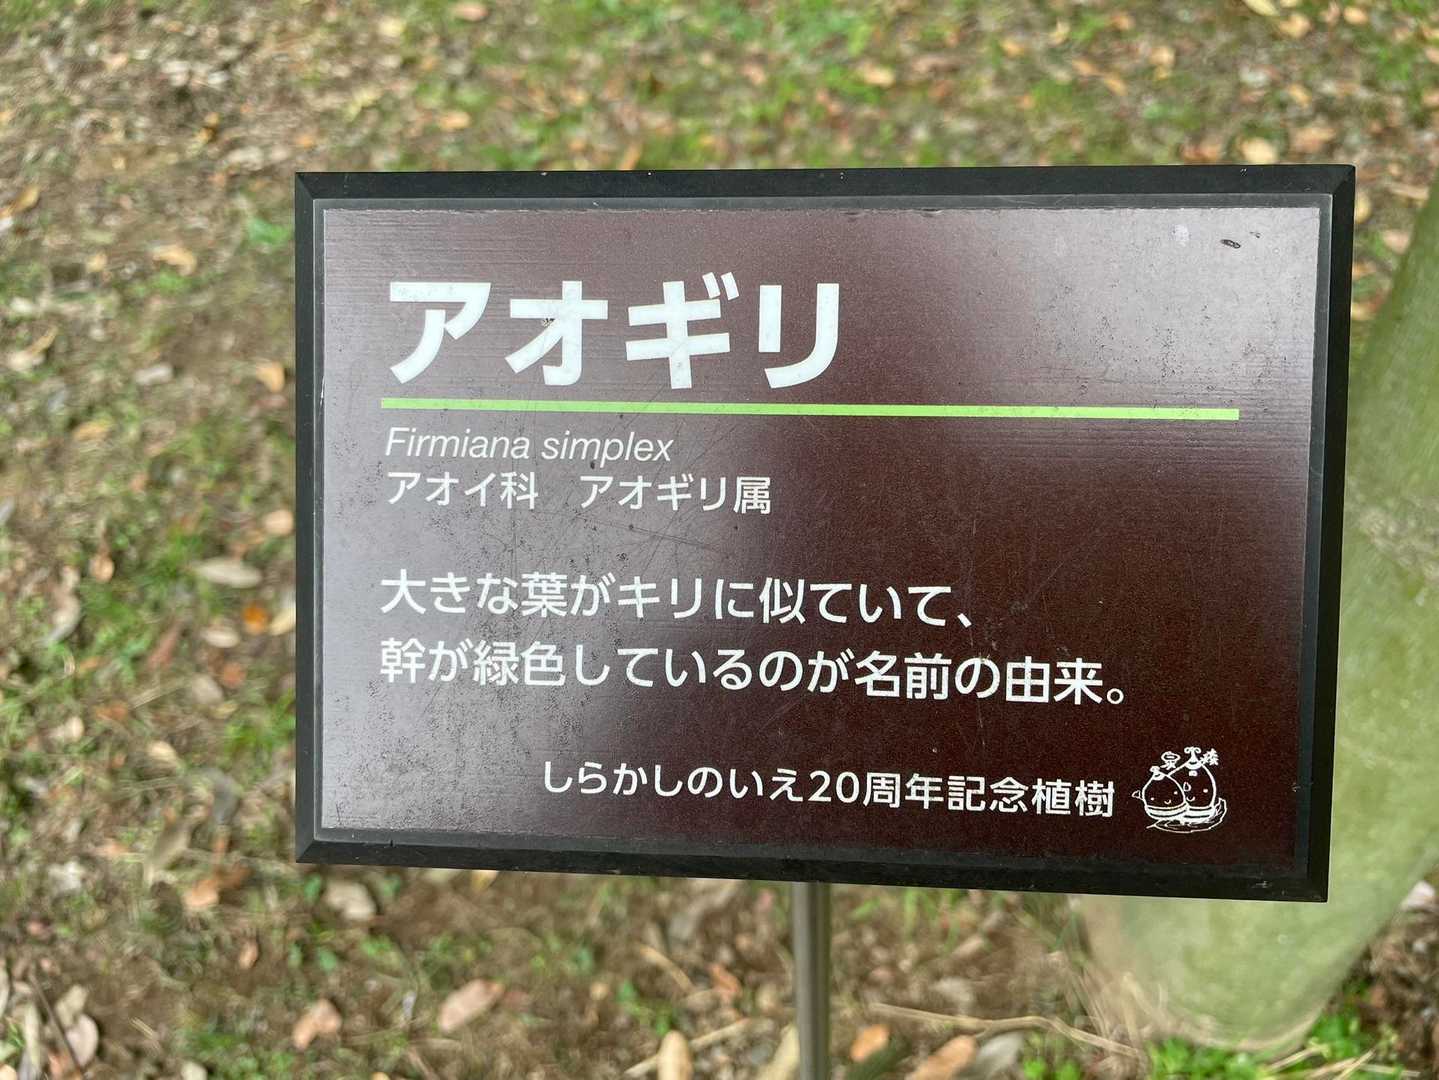 アオギリ
Firmiana simplex
アオイ科　アオギリ属
大きな葉がキリに似ていて、
幹が緑色しているのが名前の由来。
しらかしのいえ20周年記念植樹